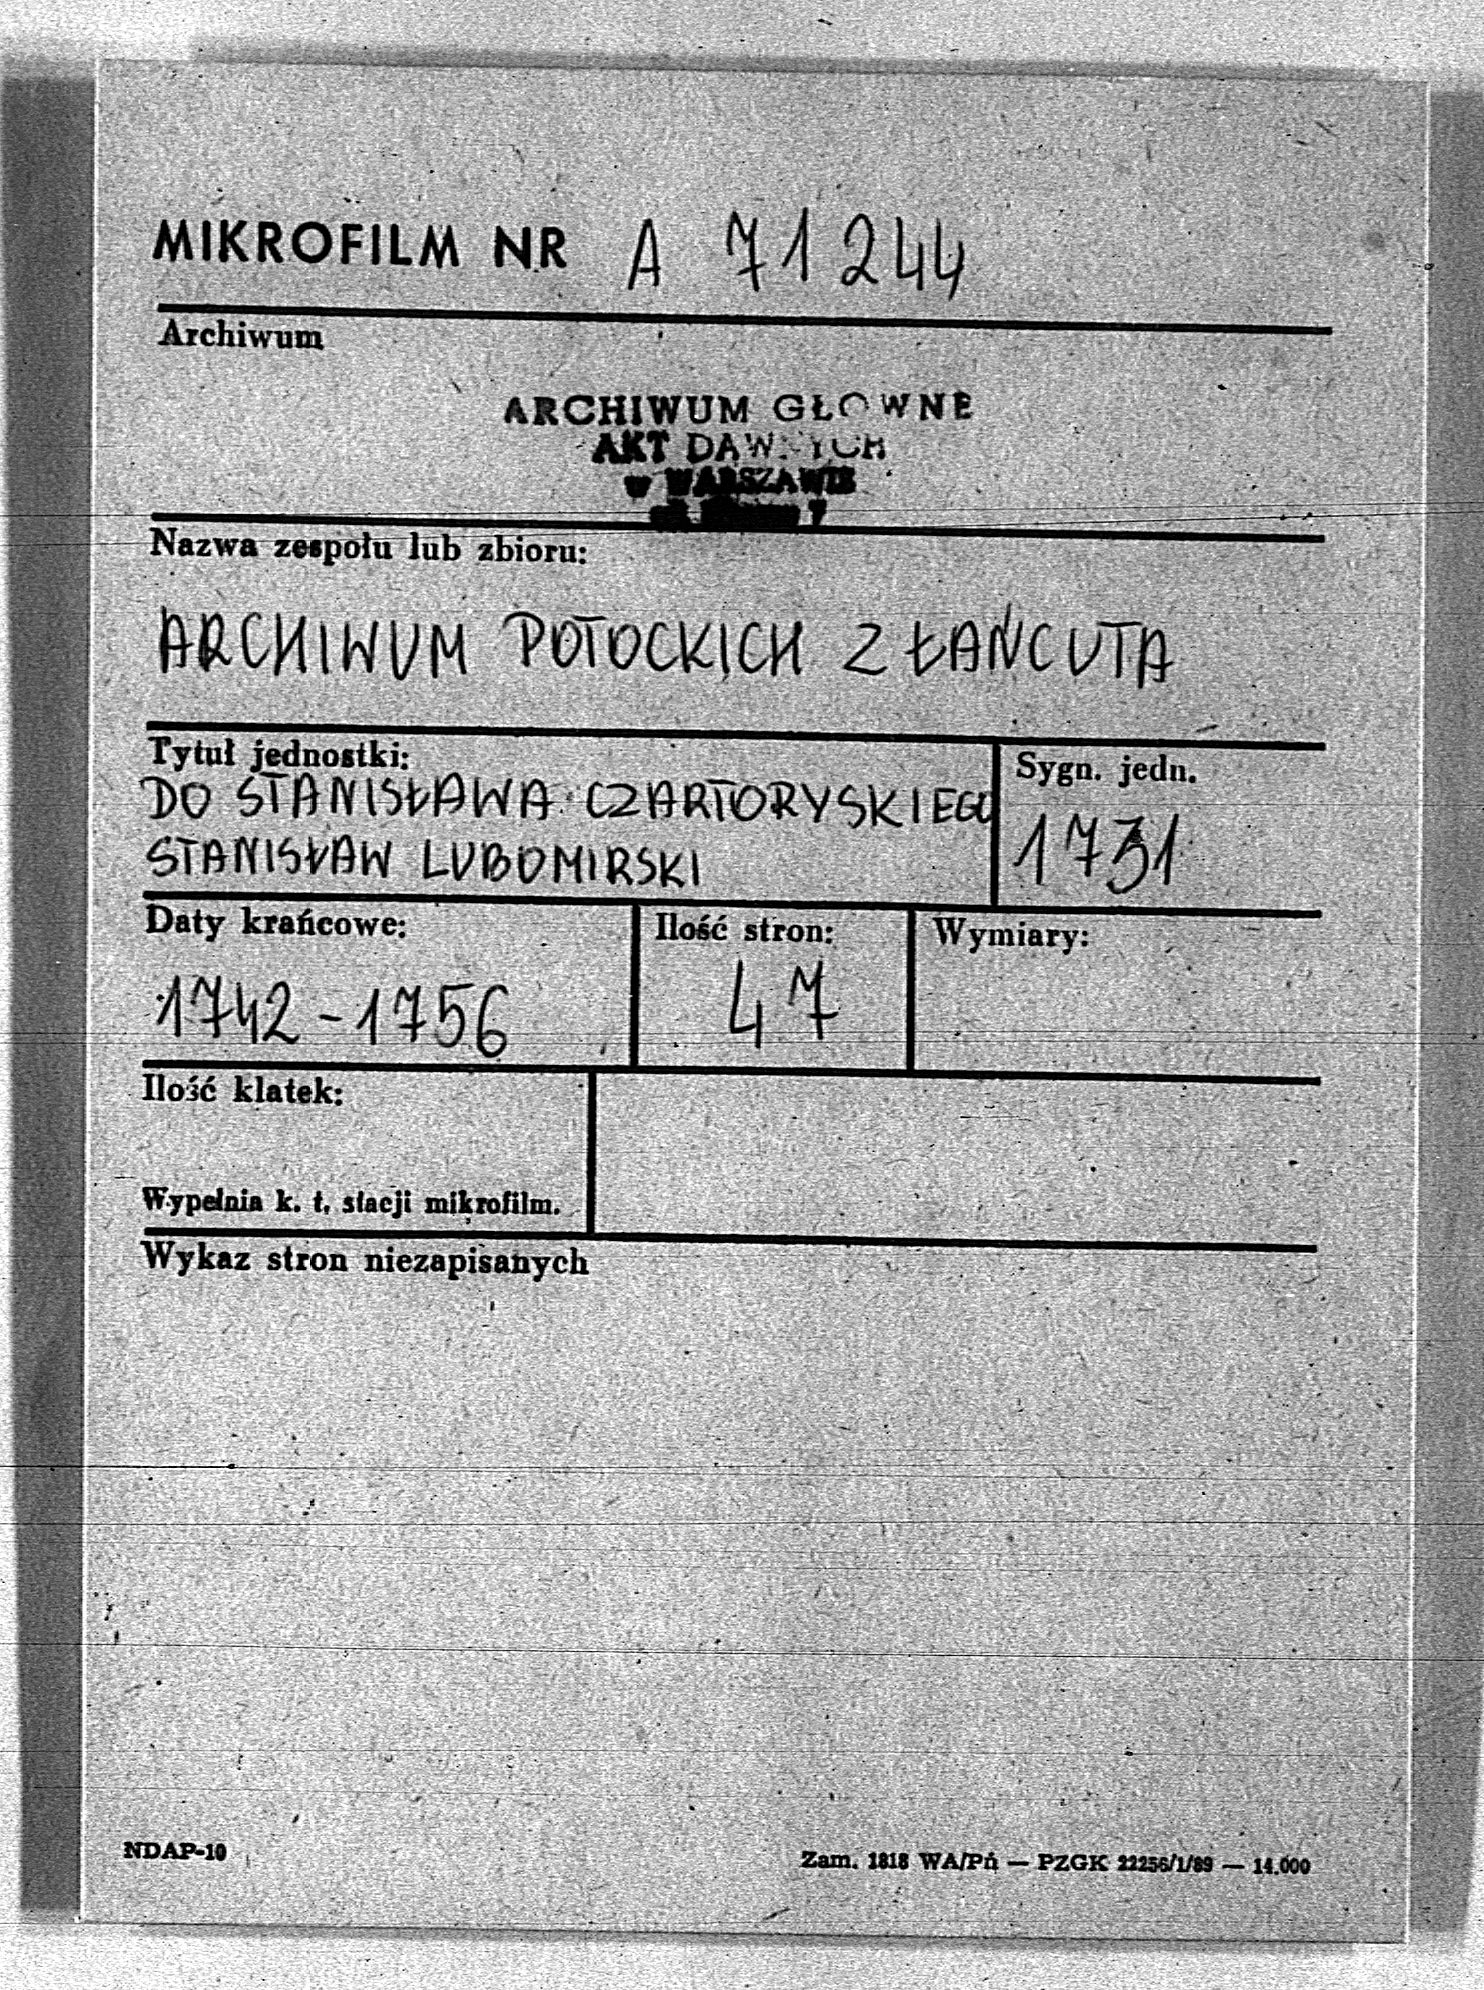 MIKROFILM NR A 71244
Archiwum
ARCHIWUM GŁOWNE
AKT DAWNYCH
w WARSZAWIE
7
Nazwa zespołu lub zbioru:
ARCHIWUM POTOCKICH Z ŁAŃCUTA
Tytuł jednostki:
DO STANISŁAWA CZARTORYSKIEGO
STANISŁAW LUBOMIRSKI
Sygn. jedn.
1731
Daty krańcowe:
1742-1756
Ilość stron:
47
Wymiary:
Ilość klatek:
Wypełnia k. t. stacji mikrofilm.
Wykaz stron niezapisanych
NDAP-10
Zam. 1818 WA/Pń — PZGK 22256/1/89 — 14.000